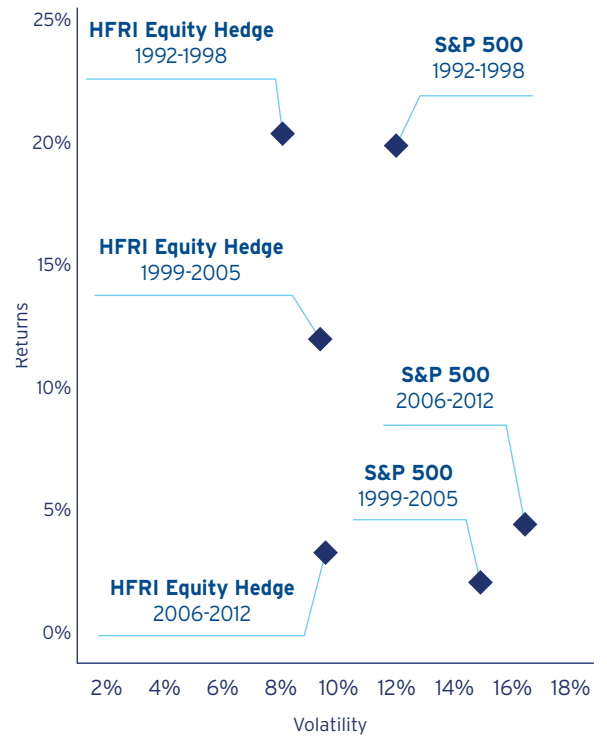 25%
HFRI Equity Hedge
1992-1998
S&P 500
1992-1998
20%
HFRI Equity Hedge
1999-2005
15%
Returns
10%
S&P 500
2006-2012
S&P 500
1999-2005
5%
HFRI Equity Hedge
2006-2012
0%
2% 4% 6% 8% 10% 12% 14% 16% 18%
Volatility